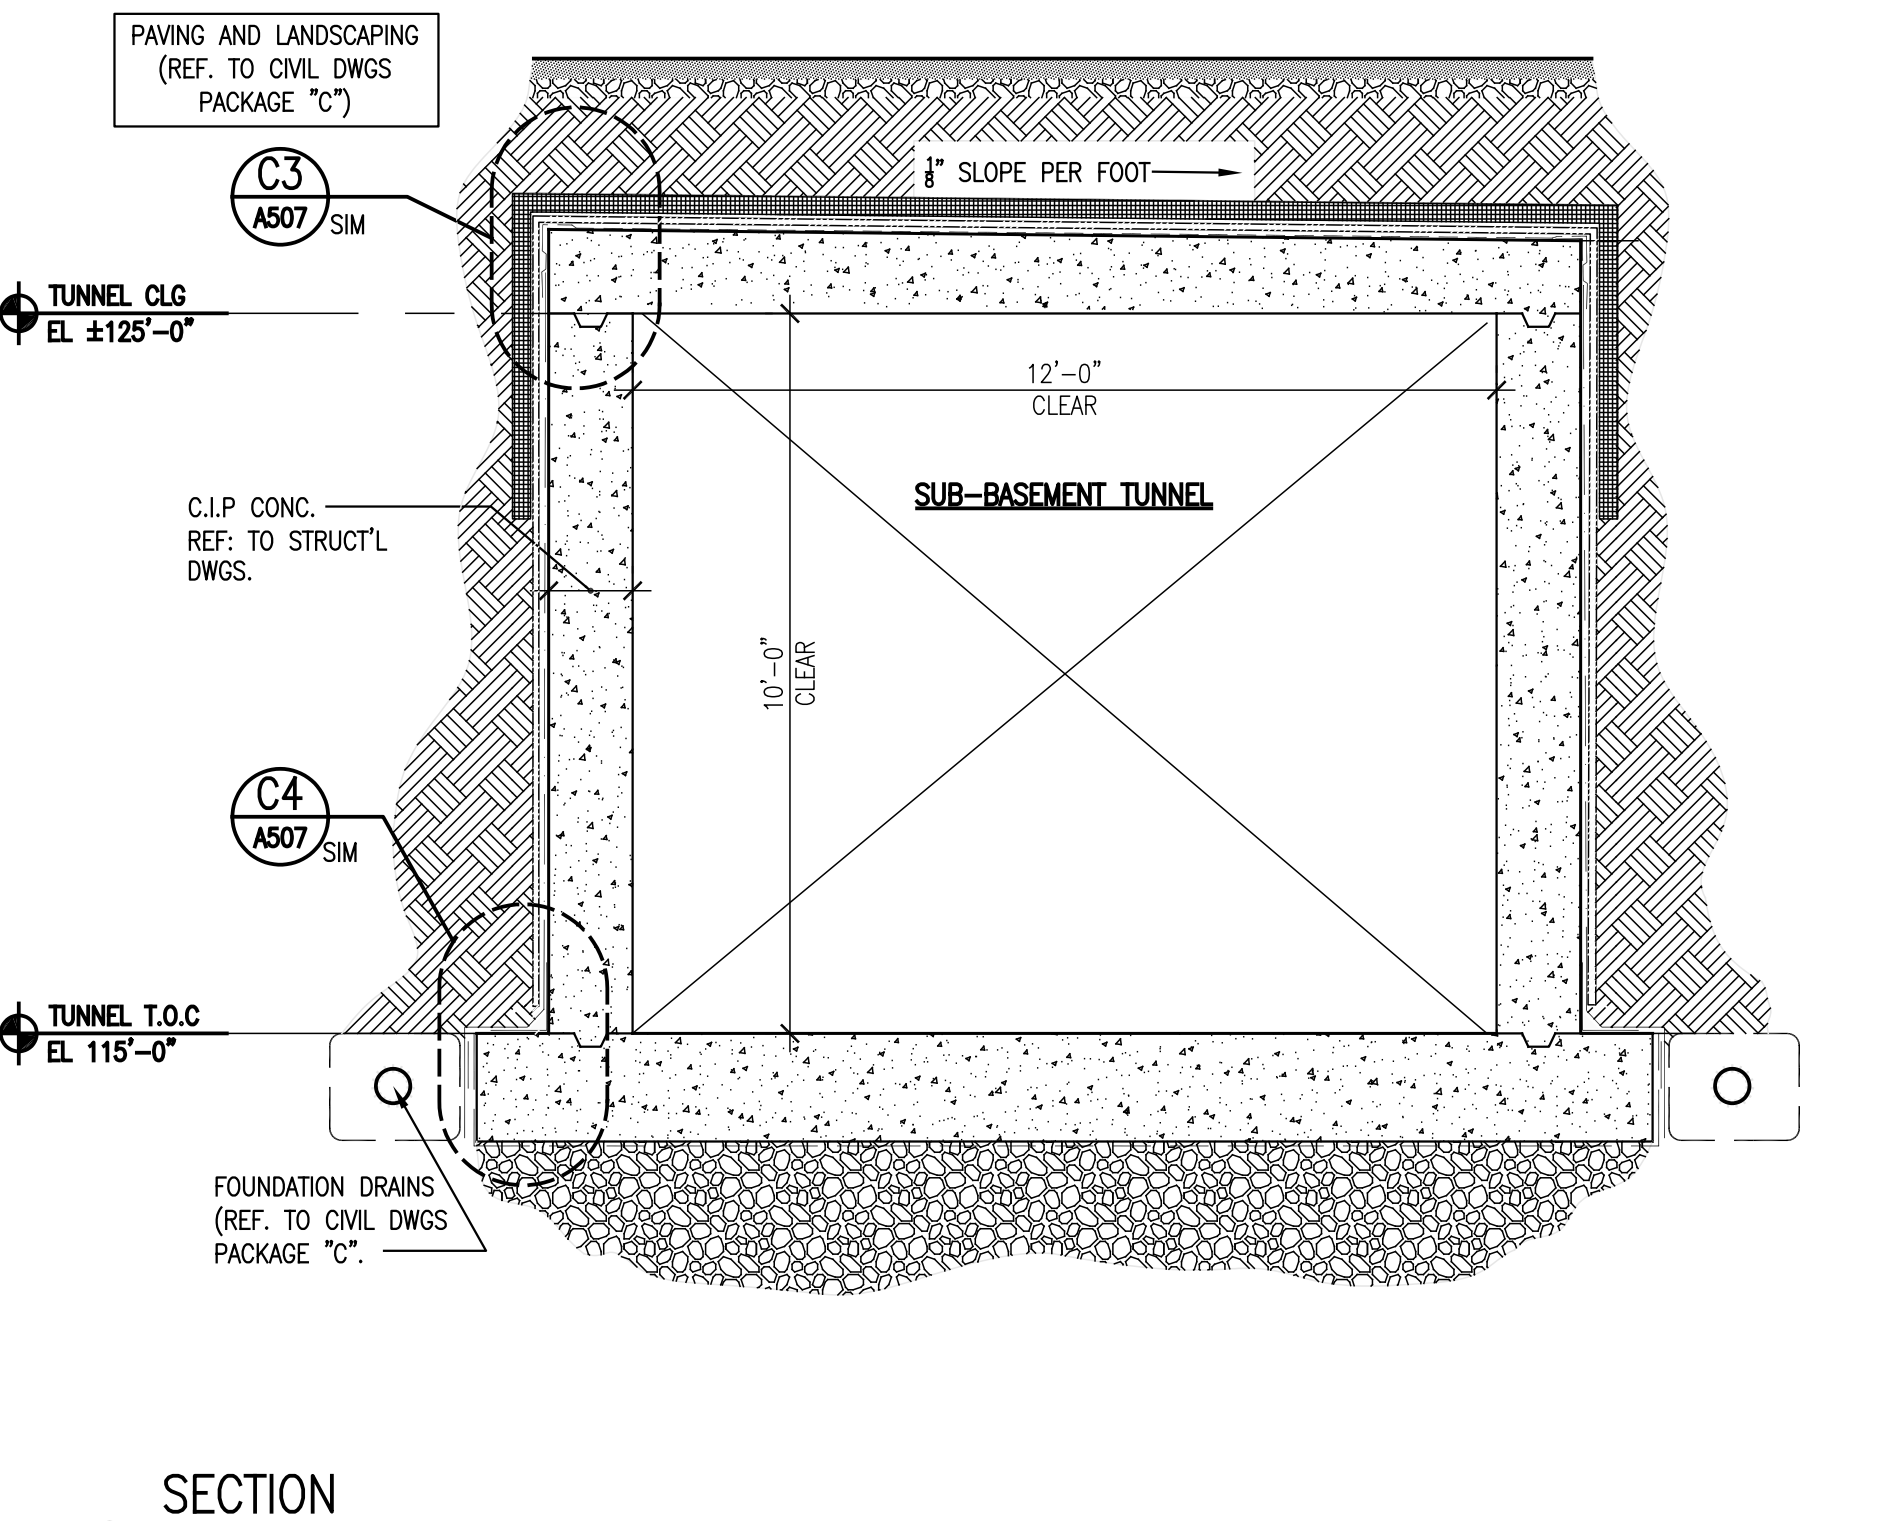 PAVING AND LANDSCAPING
(REF. TO CIVIL DWGS
PACKAGE "C")
C3
A507
SIM
1/8" SLOPE PER FOOT
TUNNEL CLG
EL ±125'-0"
12'-0"
CLEAR
SUB-BASEMENT TUNNEL
C.I.P CONC.
REF: TO STRUCT'L
DWGS.
10'-0"
CLEAR
C4
A507
SIM
TUNNEL T.O.C
EL 115'-0"
FOUNDATION DRAINS
(REF. TO CIVIL DWGS
PACKAGE "C".
SECTION